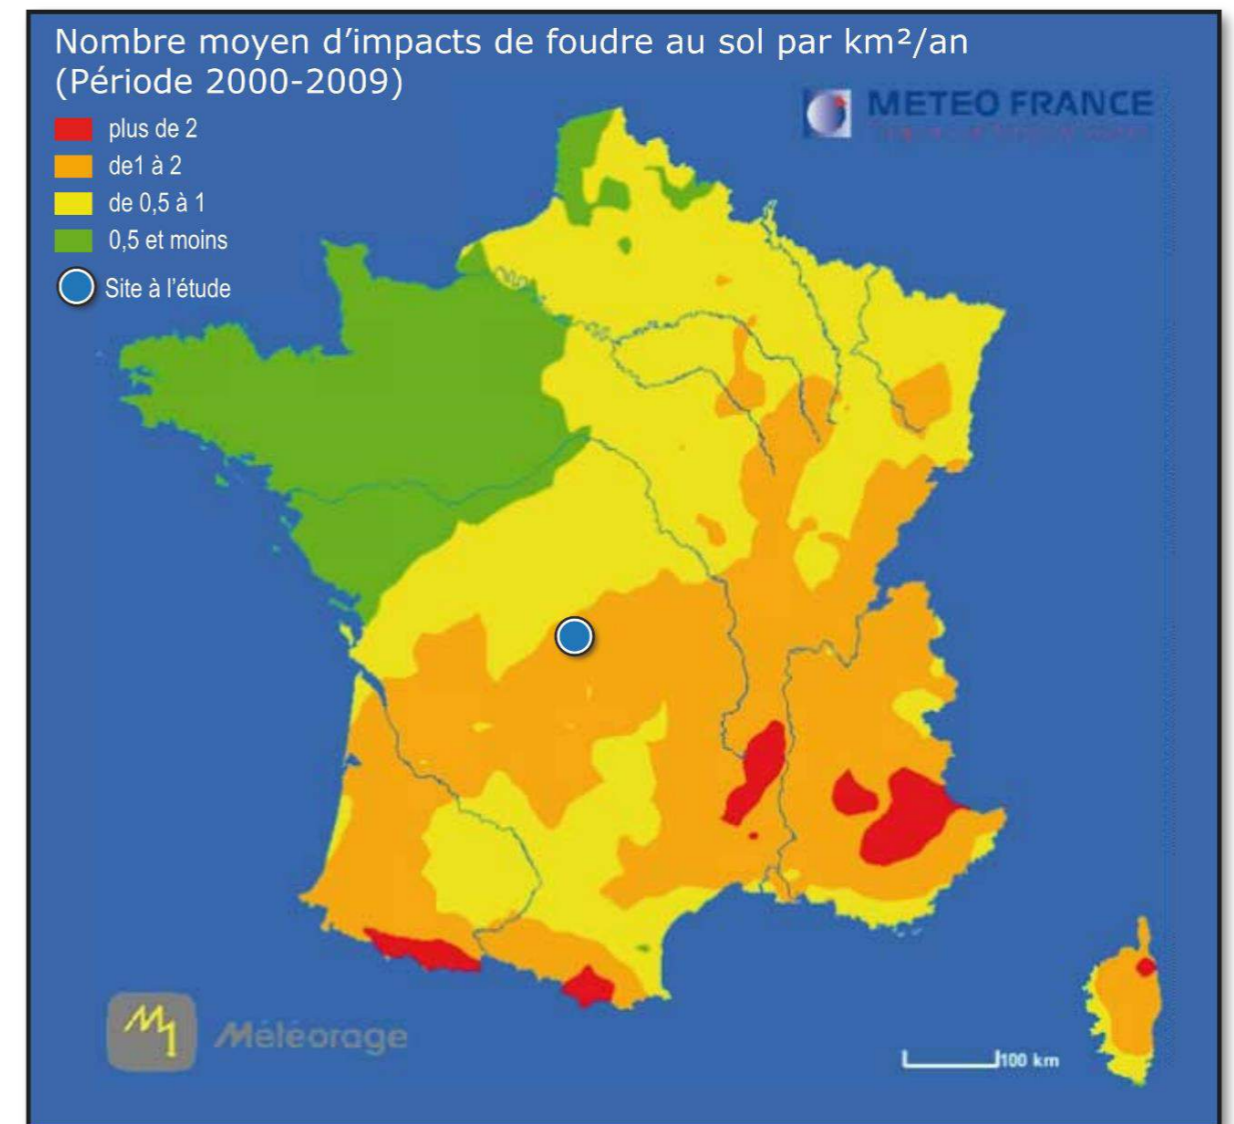 Nombre moyen d’impacts de foudre au sol par km²/an
(Période 2000-2009)
METEO FRANCE
plus de 2
de1 à 2
de 0,5 à 1
0,5 et moins
Site à l’étude
Météorage
100 km